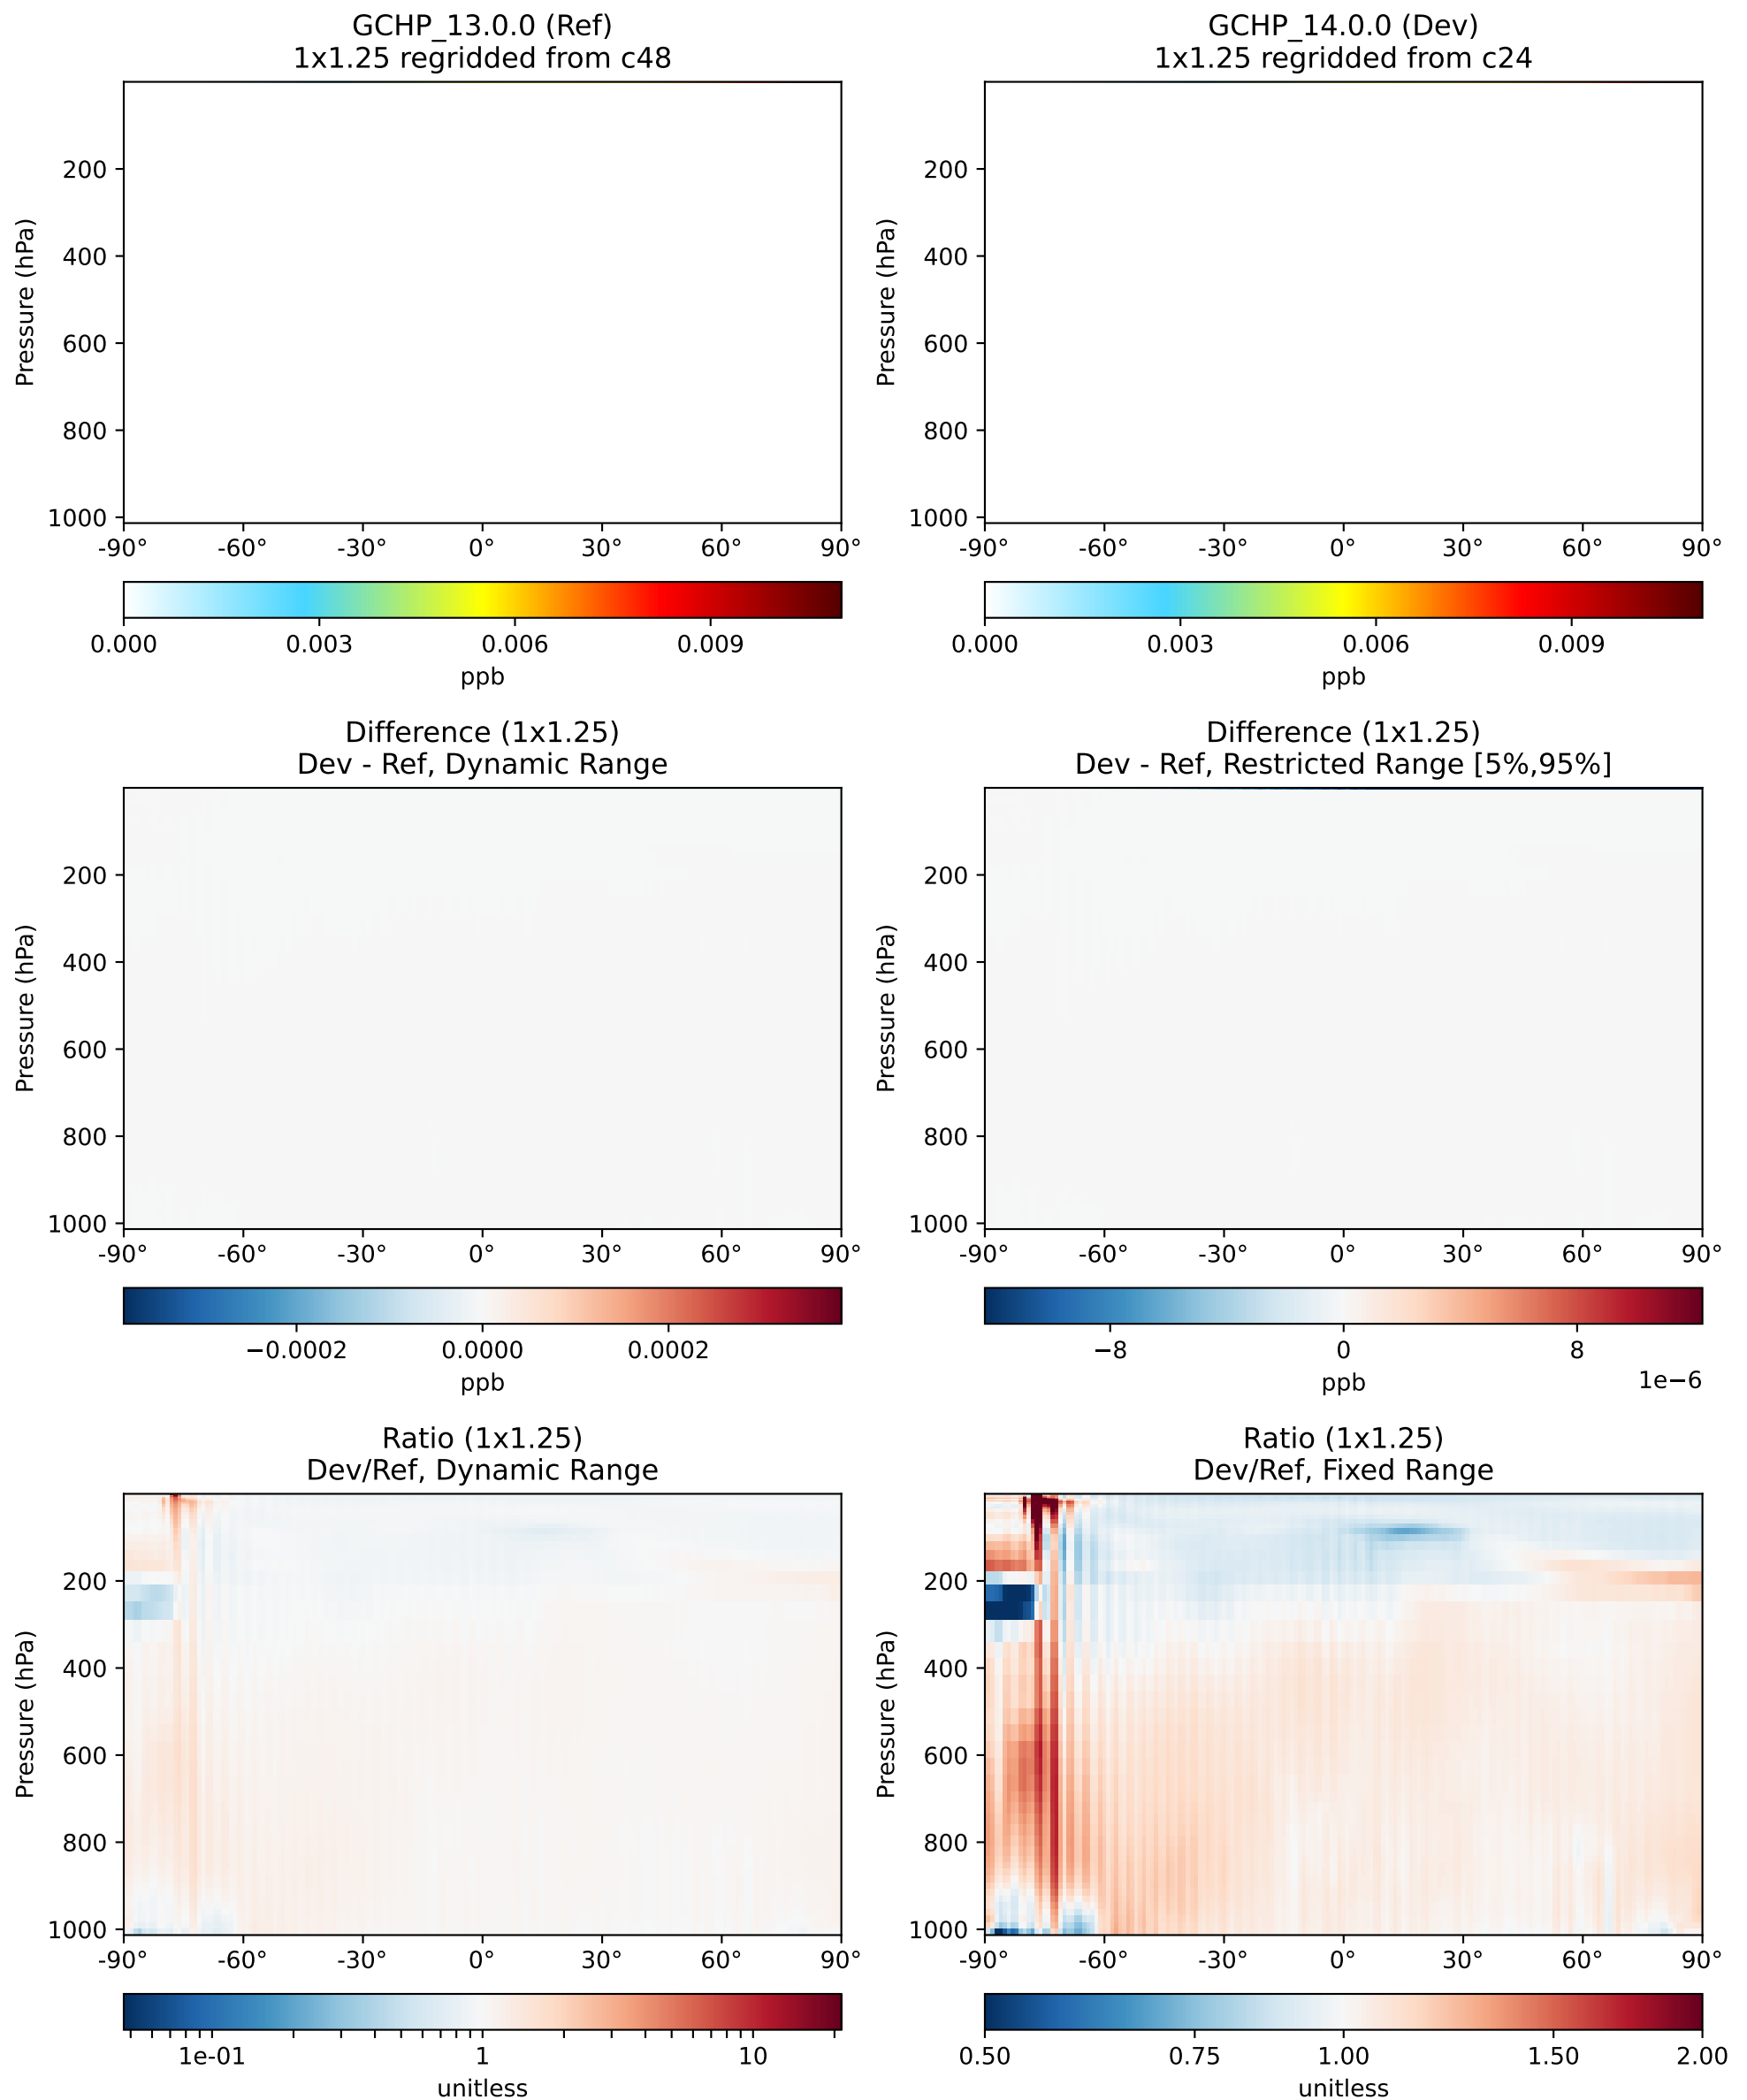 GCHP_13.0.0 (Ref)
1x1.25 regridded from c48
Pressure (hPa)
200
400
600
800
1000
-90° -60° -30° 0° 30° 60° 90°
0.000 0.003 0.006 0.009
ppb
GCHP_14.0.0 (Dev)
1x1.25 regridded from c24
Pressure (hPa)
200
400
600
800
1000
-90° -60° -30° 0° 30° 60° 90°
0.000 0.003 0.006 0.009
ppb
Difference (1x1.25)
Dev - Ref, Dynamic Range
Pressure (hPa)
200
400
600
800
1000
-90° -60° -30° 0° 30° 60° 90°
−0.0002 0.0000 0.0002
ppb
Difference (1x1.25)
Dev - Ref, Restricted Range [5%,95%]
Pressure (hPa)
200
400
600
800
1000
-90° -60° -30° 0° 30° 60° 90°
−8 0 8
ppb
1e−6
Ratio (1x1.25)
Dev/Ref, Dynamic Range
Pressure (hPa)
200
400
600
800
1000
-90° -60° -30° 0° 30° 60° 90°
1e-01 1 10
unitless
Ratio (1x1.25)
Dev/Ref, Fixed Range
Pressure (hPa)
200
400
600
800
1000
-90° -60° -30° 0° 30° 60° 90°
0.50 0.75 1.00 1.50 2.00
unitless